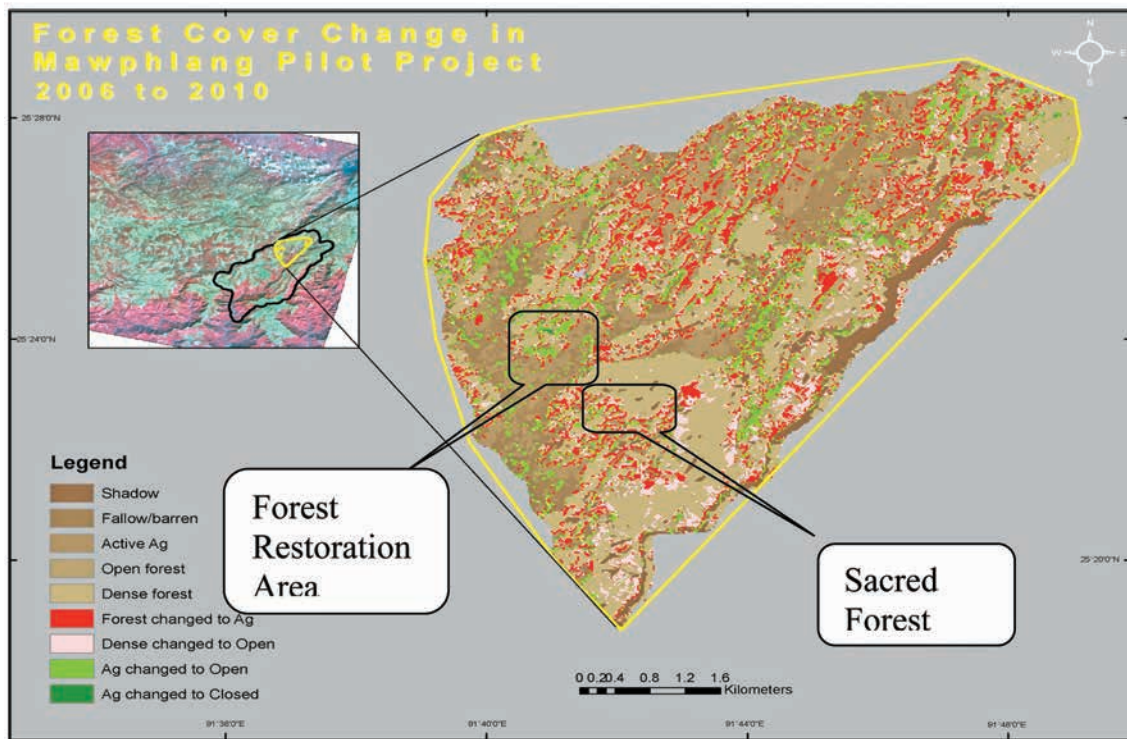 Forest Cover Change in
Mawphlang Pilot Project
2006 to 2010
N
W E
S
25°28'0"N
25°24'0"N
25°20'0"N
Forest
Restoration
Area
Sacred
Forest
Legend
Shadow
Fallow/barren
Active Ag
Open forest
Dense forest
Forest changed to Ag
Dense changed to Open
Ag changed to Open
Ag changed to Closed
0 0.20.4 0.8 1.2 1.6
Kilometers
91°36'0"E 91°40'0"E 91°44'0"E 91°48'0"E